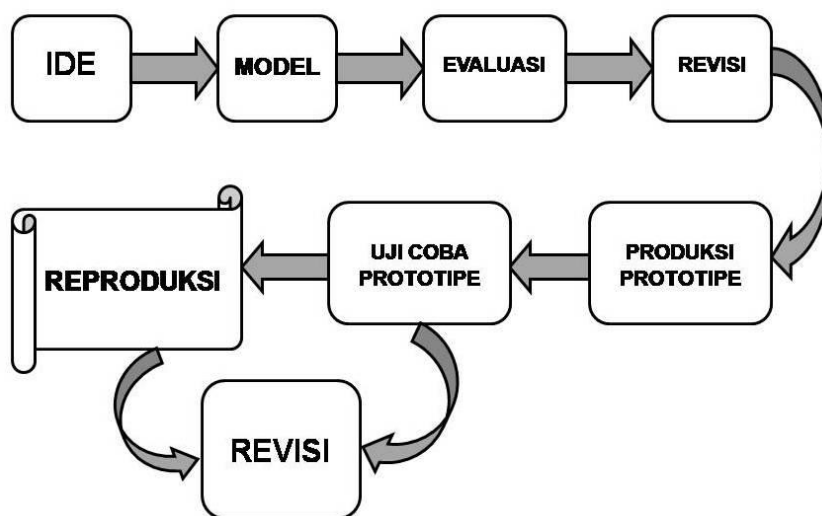 IDE
MODEL
EVALUASI
REVISI
PRODUKSI
PROTOTIPE
UJI COBA
PROTOTIPE
REPRODUKSI
REVISI